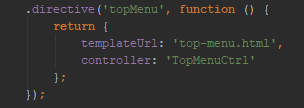 .directive('topMenu', function () {
return {
templateUrl: 'top-menu.html',
controller: 'TopMenuCtrl'
};
});